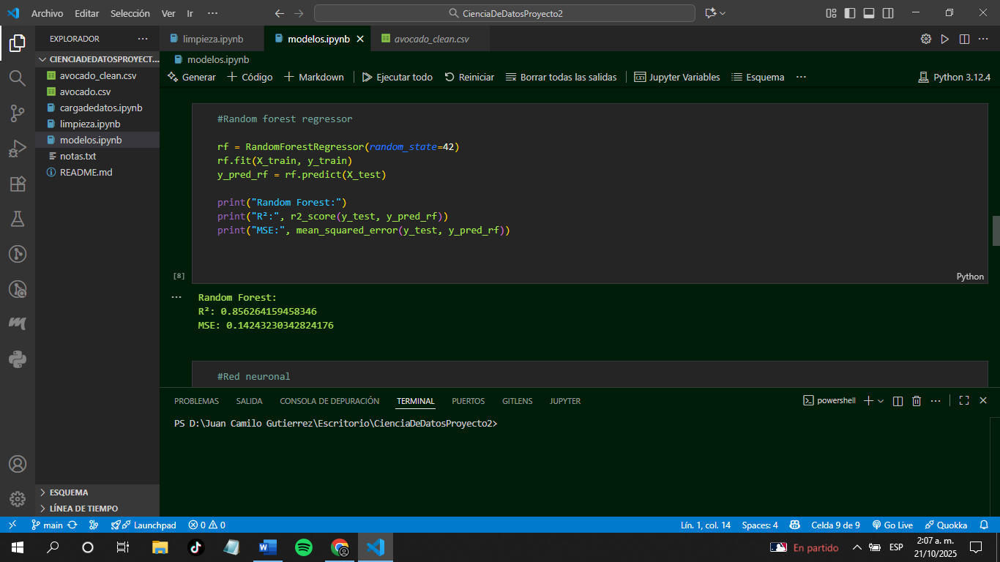 Archivo Editar Selección Ver Ir ··· CienciaDeDatosProyecto2
EXPLORADOR ···
CIENCIADEDATOSPROYECT...
avocado_clean.csv
avocado.csv
cargadedatos.ipynb
limpieza.ipynb
modelos.ipynb
notas.txt
README.md
ESQUEMA
LÍNEA DE TIEMPO
limpieza.ipynb modelos.ipynb avocado_clean.csv
modelos.ipynb
Generar Código Markdown Ejecutar todo Reiniciar Borrar todas las salidas Jupyter Variables Esquema ··· Python 3.12.4
#Random forest regressor
rf = RandomForestRegressor(random_state=42)
rf.fit(X_train, y_train)
y_pred_rf = rf.predict(X_test)
print("Random Forest:")
print("R²:", r2_score(y_test, y_pred_rf))
print("MSE:", mean_squared_error(y_test, y_pred_rf))
[8] Python
Random Forest:
R²: 0.856264159458346
MSE: 0.14243230342824176
#Red neuronal
PROBLEMAS SALIDA CONSOLA DE DEPURACIÓN TERMINAL PUERTOS GITLENS JUPYTER powershell
PS D:\Juan Camilo Gutierrez\Escritorio\CienciaDeDatosProyecto2>
main Launchpad 0 0 Lín. 1, col. 14 Spaces: 4 Celda 9 de 9 Go Live Quokka
En partido ESP 2:07 a. m.
21/10/2025